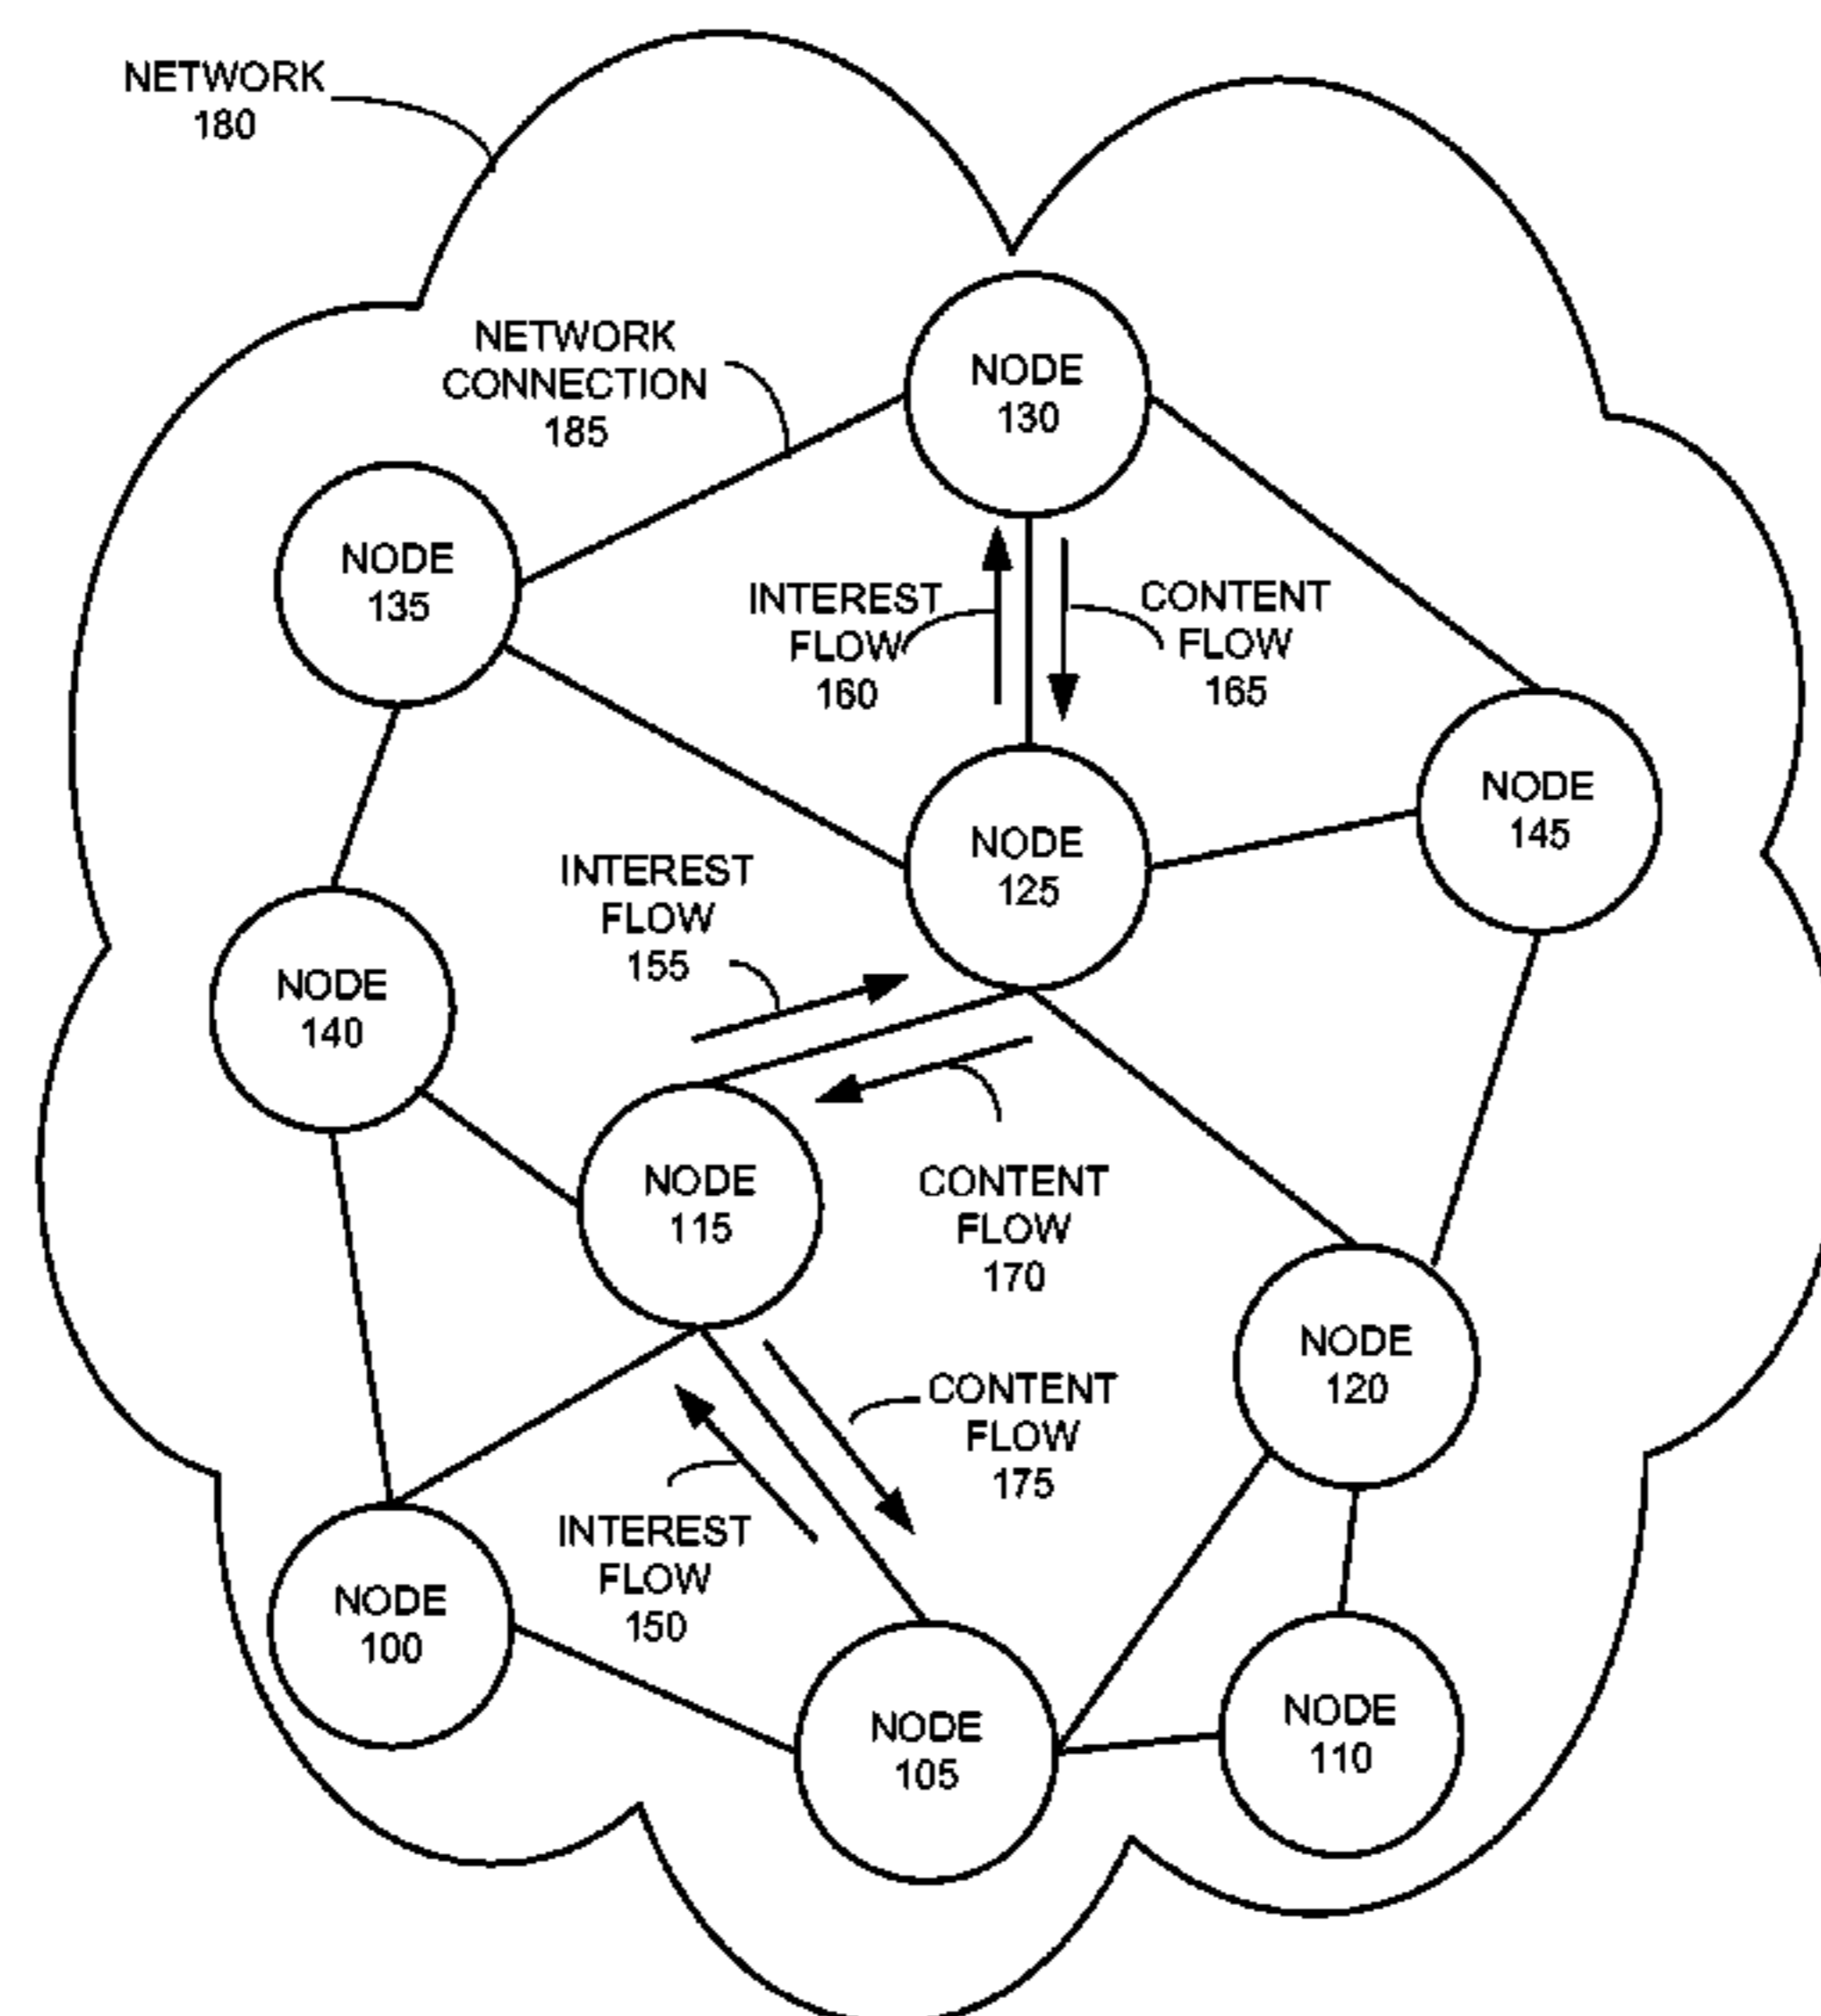 NETWORK
180
NETWORK
CONNECTION
185
NODE
130
NODE
135
INTEREST
FLOW
160
CONTENT
FLOW
165
NODE
145
NODE
125
INTEREST
FLOW
155
NODE
140
NODE
115
CONTENT
FLOW
170
NODE
120
CONTENT
FLOW
175
INTEREST
FLOW
150
NODE
100
NODE
105
NODE
110